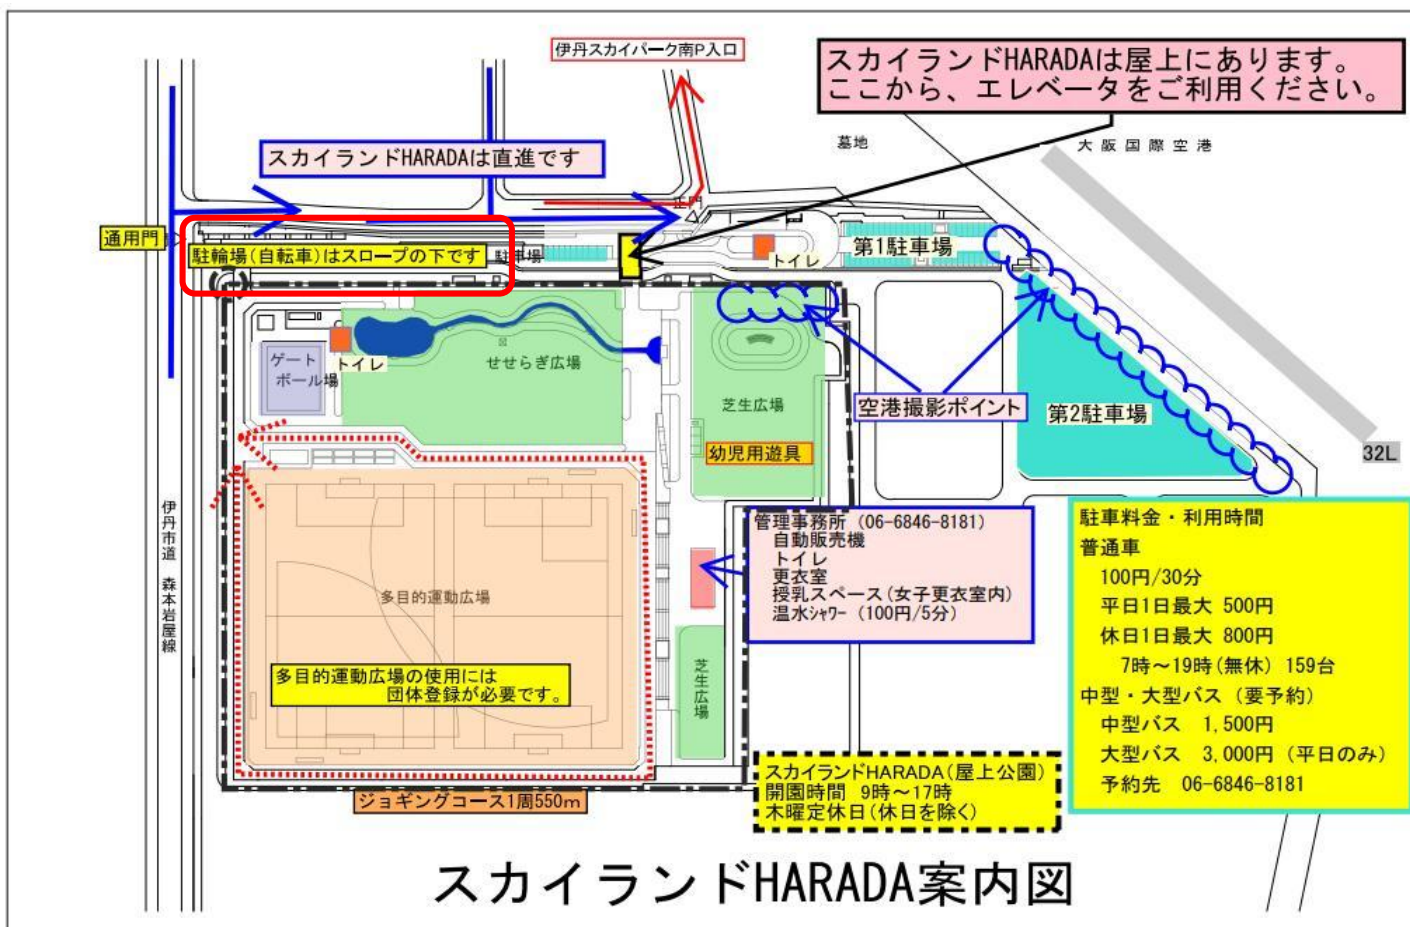 伊丹スカイパーク南P入口
スカイランドHARADAは屋上にあります。
ここから、エレベータをご利用ください。
墓地
大阪国際空港
スカイランドHARADAは直進です
正門
通用門
駐輪場(自転車)はスロープの下です
駐車場
トイレ
第1駐車場
ゲート
ボール場
トイレ
せせらぎ広場
芝生広場
空港撮影ポイント
第2駐車場
幼児用遊具
32L
伊丹市道 森本岩屋線
管理事務所 (06-6846-8181)
自動販売機
トイレ
更衣室
授乳スペース(女子更衣室内)
温水シャワー (100円/5分)
多目的運動広場
多目的運動広場の使用には
団体登録が必要です。
芝生広場
駐車料金・利用時間
普通車
100円/30分
平日1日最大 500円
休日1日最大 800円
7時～19時(無休) 159台
中型・大型バス (要予約)
中型バス 1,500円
大型バス 3,000円 (平日のみ)
予約先 06-6846-8181
スカイランドHARADA(屋上公園)
開園時間 9時～17時
木曜定休日(休日を除く)
ジョギングコース1周550m
スカイランドHARADA案内図